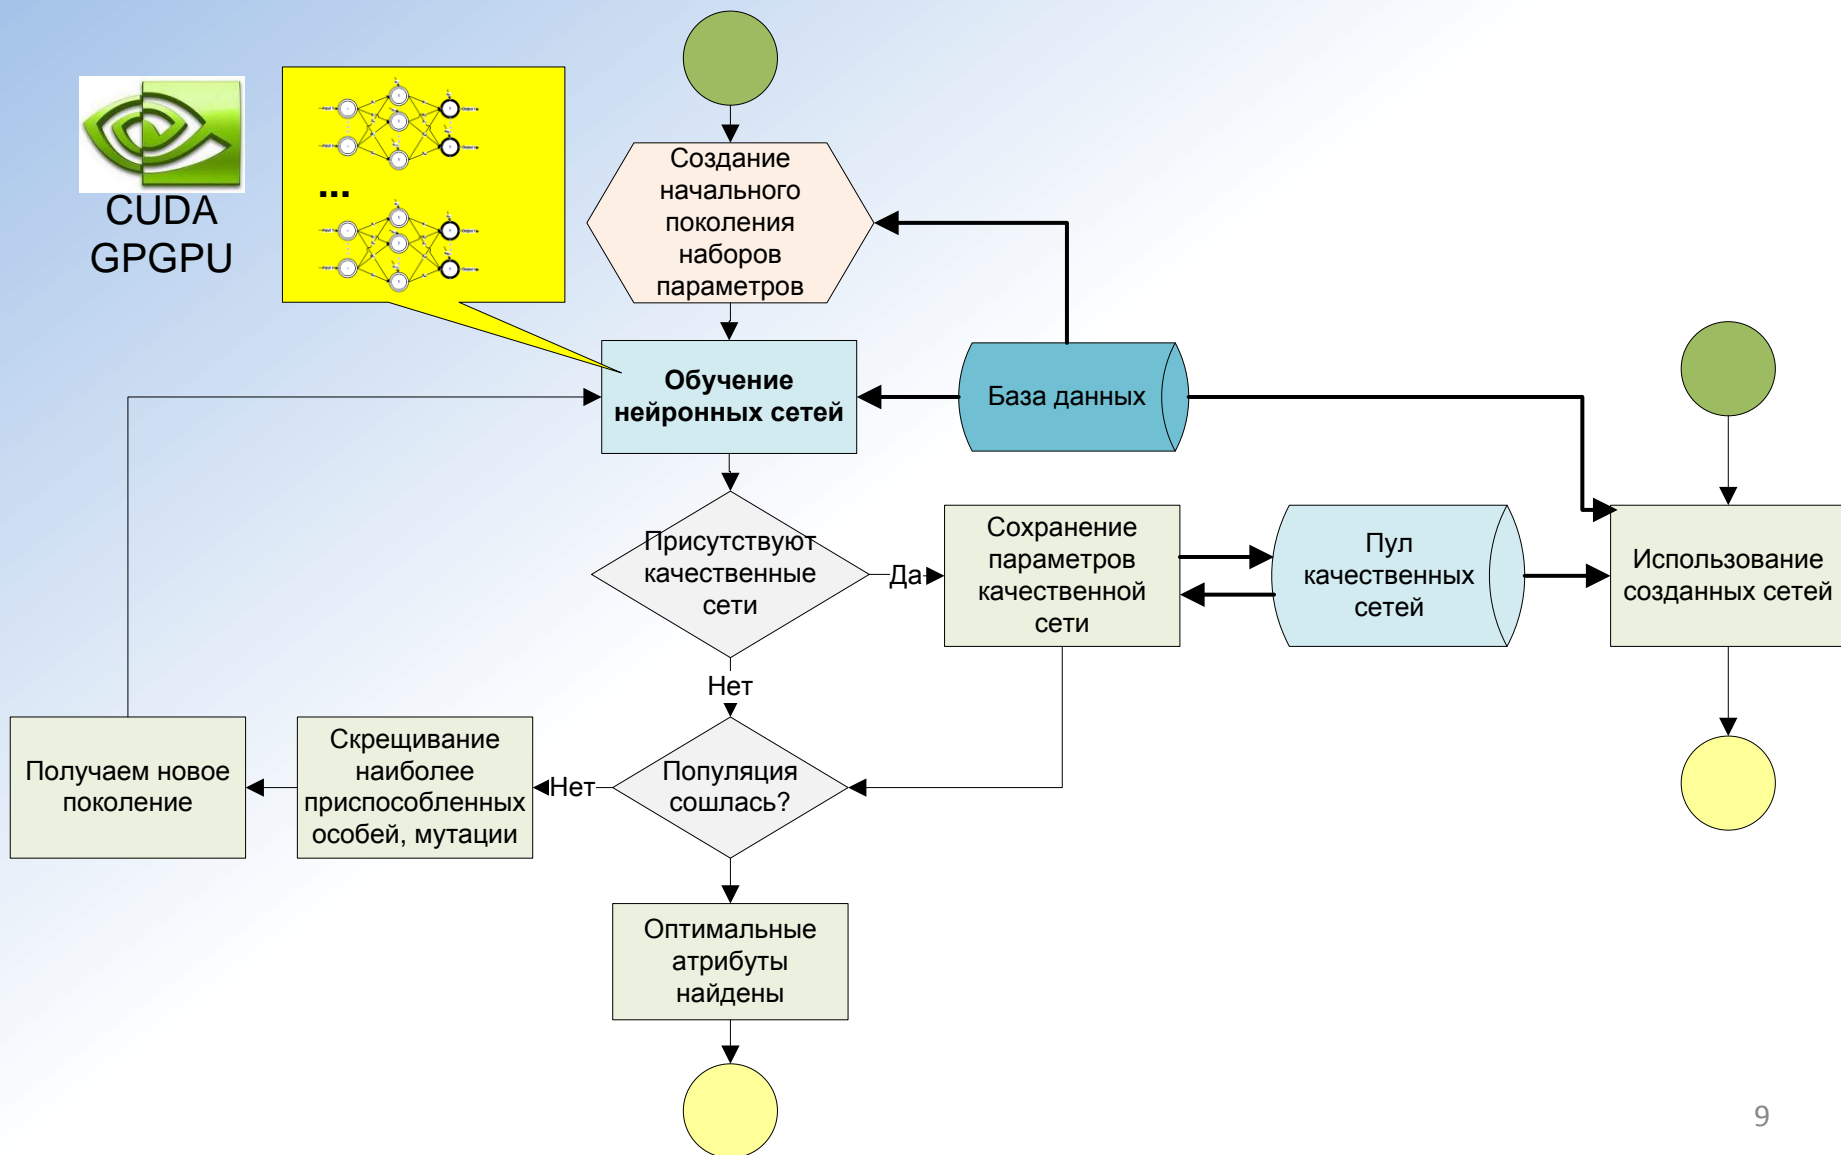 CUDA
GPGPU
...
Создание
начального
поколения
наборов
параметров
Обучение
нейронных сетей
База данных
Присутствуют
качественные
сети
Да
Сохранение
параметров
качественной
сети
Пул
качественных
сетей
Использование
созданных сетей
Нет
Популяция
сошлась?
Нет
Скрещивание
наиболее
приспособленных
особей, мутации
Получаем новое
поколение
Оптимальные
атрибуты
найдены
9